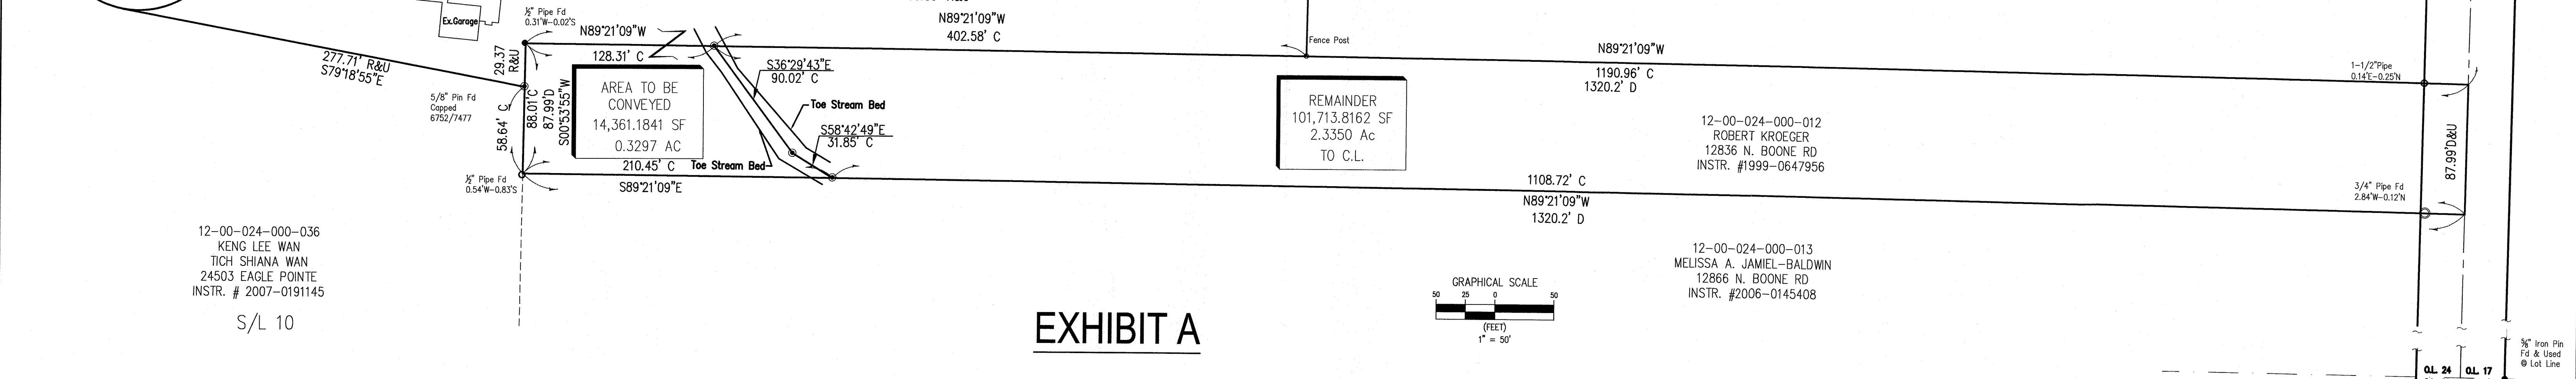 Ex.Garage
½" Pipe Fd
0.31'W-0.02'S
N89°21'09"W
128.31' C
N89°21'09"W
402.58' C
Fence Post
N89°21'09"W
1190.96' C
1320.2' D
1-1/2"Pipe
0.14'E-0.25'N
277.71' R&U
S79°18'55"E
29.37
R&U
5/8" Pin Fd
Capped
6752/7477
58.64' C
88.01'C
87.99'D
S00°53'55"W
AREA TO BE
CONVEYED
14,361.1841 SF
0.3297 AC
S36°29'43"E
90.02' C
Toe Stream Bed
S58°42'49"E
31.85' C
210.45' C
Toe Stream Bed
S89°21'09"E
½" Pipe Fd
0.54'W-0.83'S
REMAINDER
101,713.8162 SF
2.3350 Ac
TO C.L.
12-00-024-000-012
ROBERT KROEGER
12836 N. BOONE RD
INSTR. #1999-0647956
87.99'D&U
1108.72' C
N89°21'09"W
1320.2' D
3/4" Pipe Fd
2.84'W-0.12'N
12-00-024-000-036
KENG LEE WAN
TICH SHIANA WAN
24503 EAGLE POINTE
INSTR. # 2007-0191145
S/L 10
12-00-024-000-013
MELISSA A. JAMIEL-BALDWIN
12866 N. BOONE RD
INSTR. #2006-0145408
GRAPHICAL SCALE
50 25 0 50
(FEET)
1" = 50'
EXHIBIT A
⅝" Iron Pin
Fd & Used
@ Lot Line
O.L. 24
O.L. 17